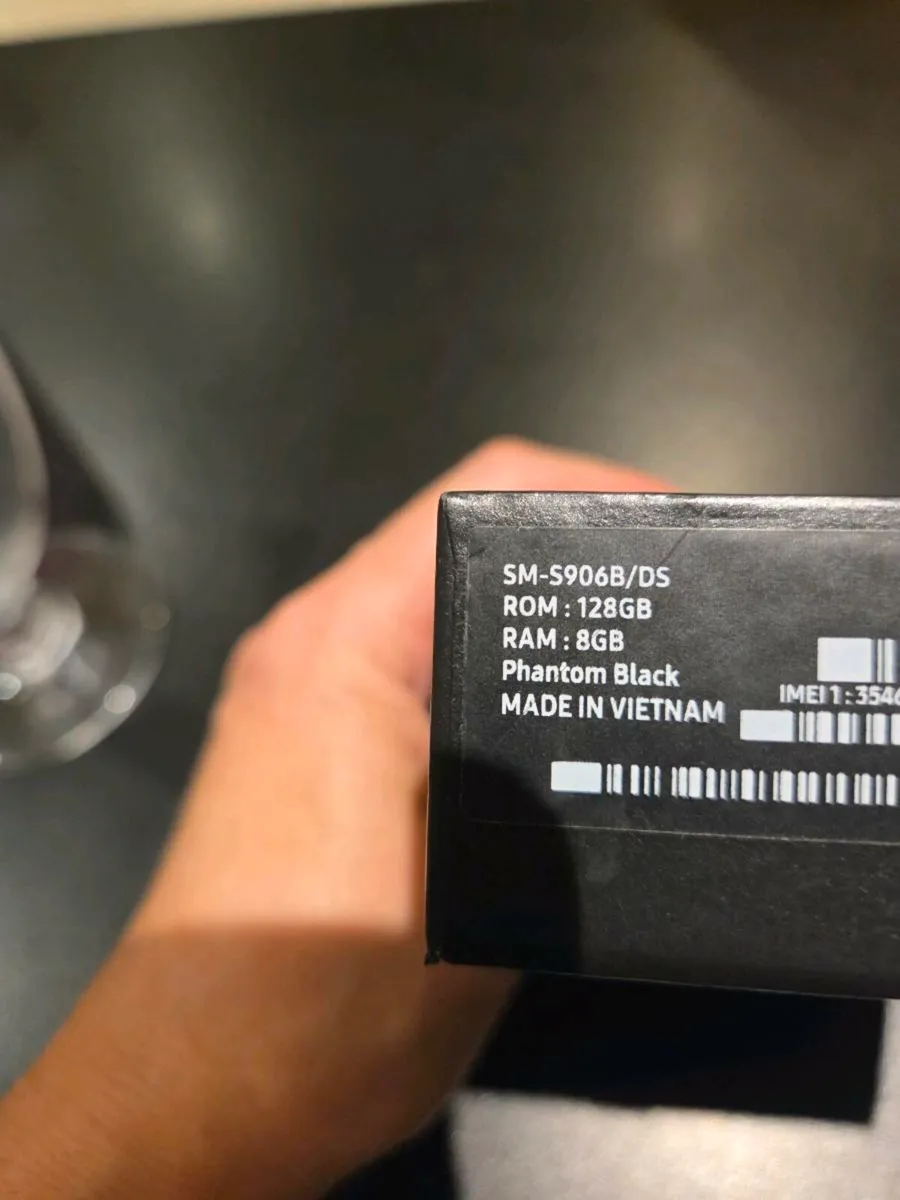 SM-S906B/DS
ROM : 128GB
RAM : 8GB
Phantom Black
MADE IN VIETNAM
IMEI 1 : 3546